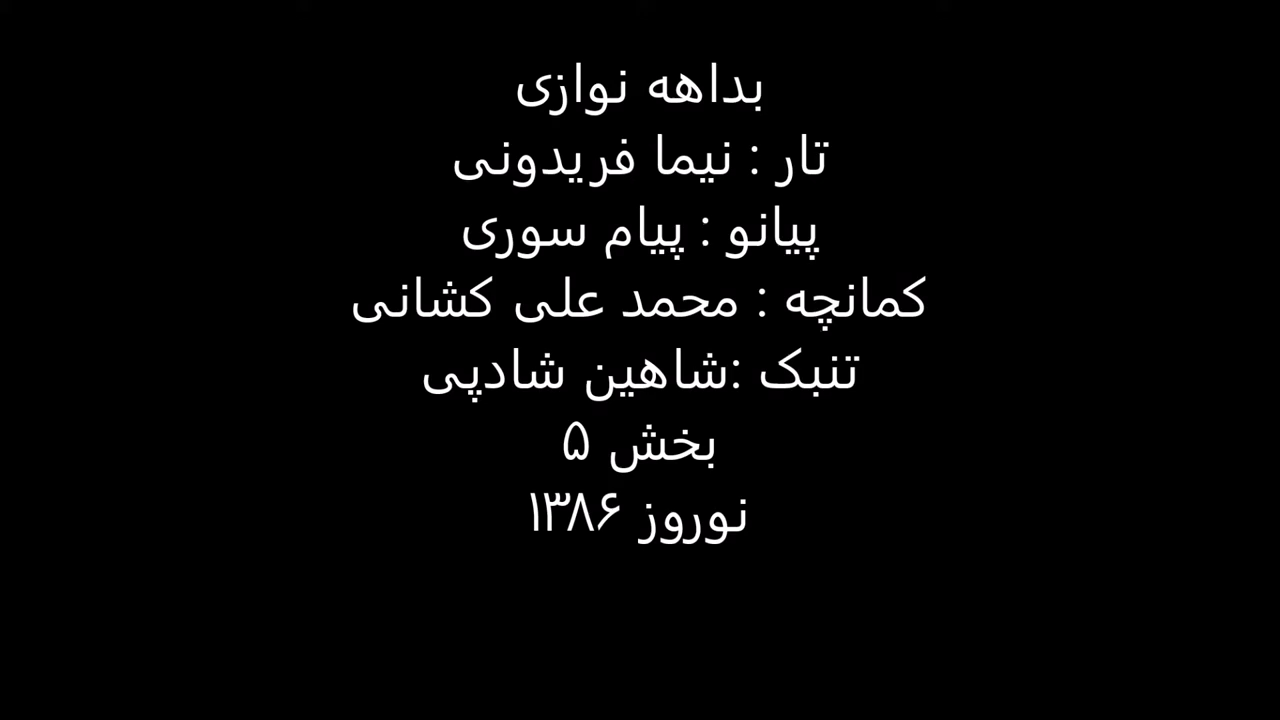 بداهه نوازی
تار : نیما فریدونی
پیانو : پیام سوری
کمانچه : محمد علی کشانی
تنبک :شاهین شادپی
بخش ۵
نوروز ۱۳۸۶